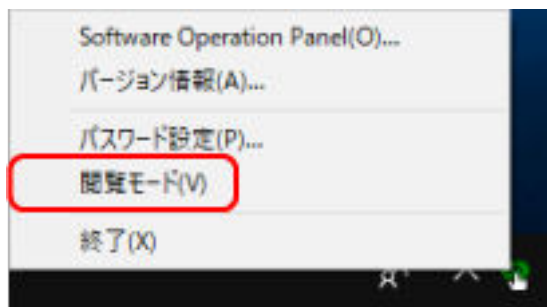 Software Operation Panel(O)...
バージョン情報(A)...
パスワード設定(P)...
閲覧モード(V)
終了(X)